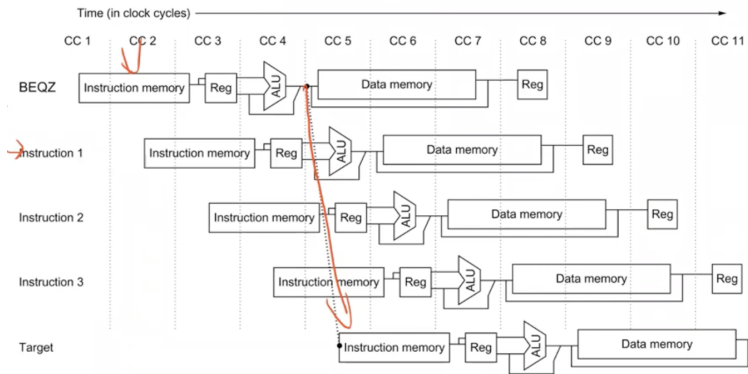 Time (in clock cycles)
CC 1 CC 2 CC 3 CC 4 CC 5 CC 6 CC 7 CC 8 CC 9 CC 10 CC 11
BEQZ Instruction memory Reg ALU Data memory Reg
Instruction 1 Instruction memory Reg ALU Data memory Reg
Instruction 2 Instruction memory Reg ALU Data memory Reg
Instruction 3 Instruction memory Reg ALU Data memory Reg
Target Instruction memory Reg ALU Data memory